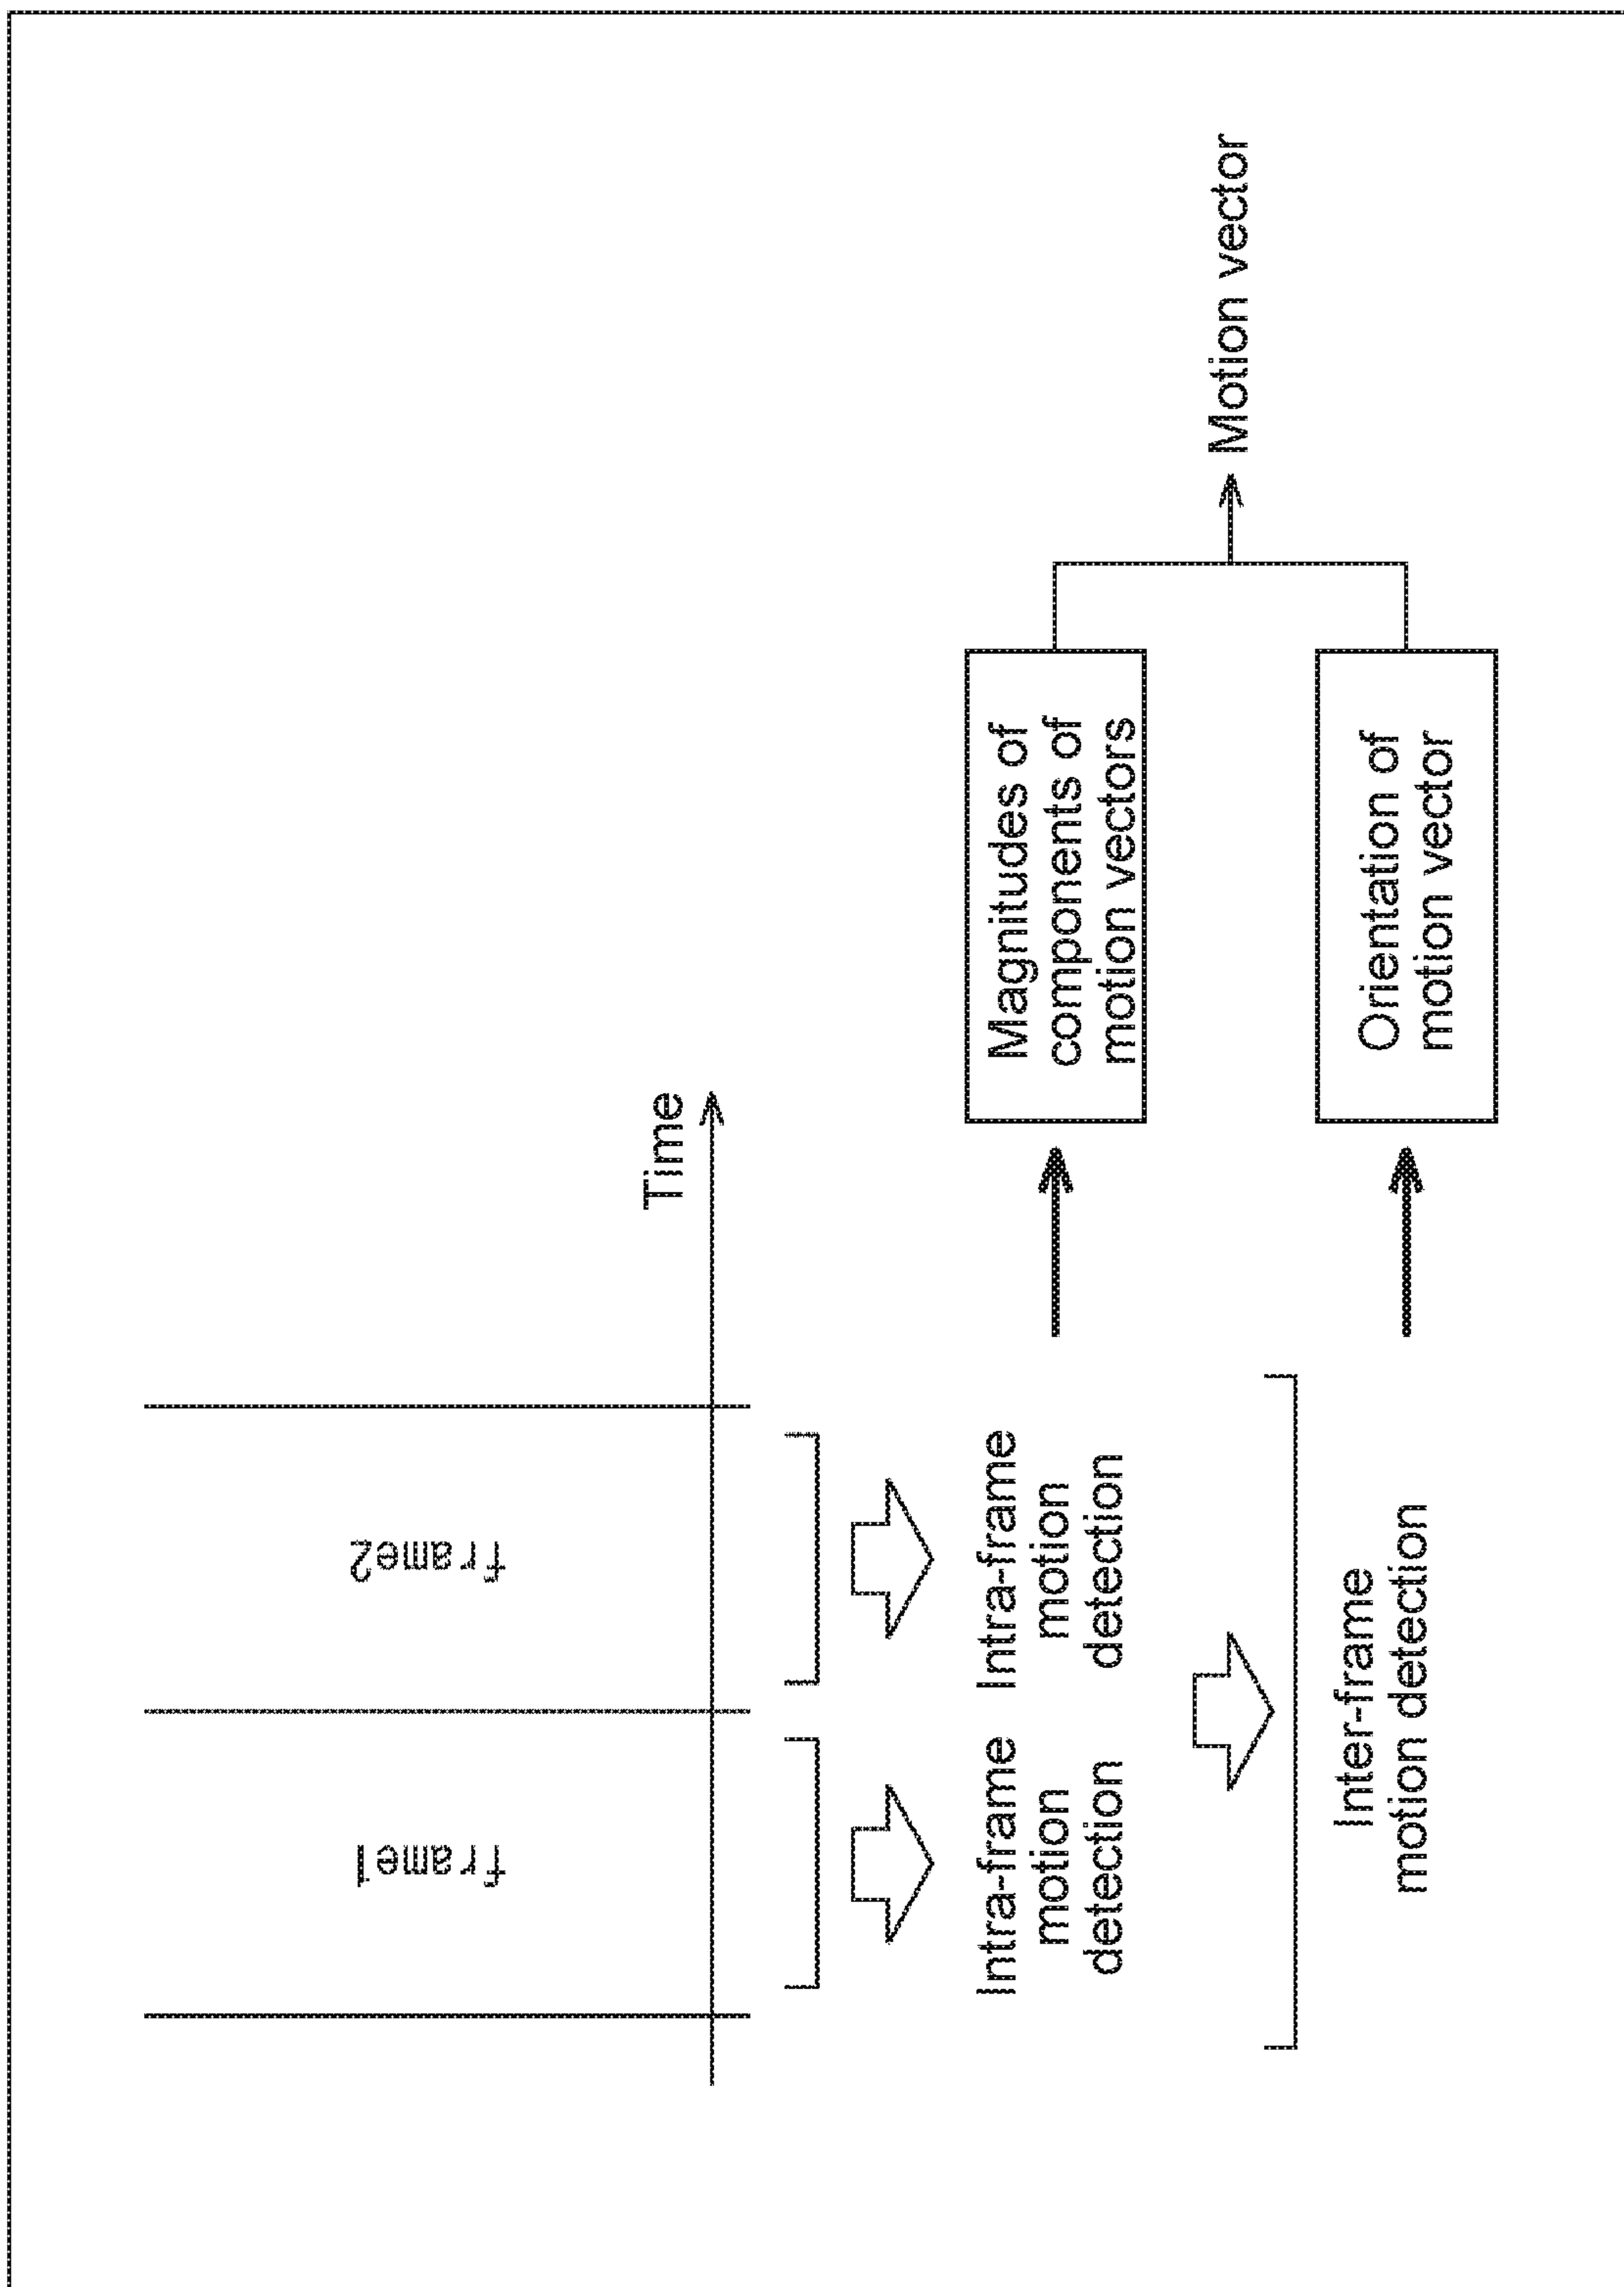 frame1
frame2
Time
Intra-frame
motion
detection
Intra-frame
motion
detection
Magnitudes of
components of
motion vectors
Motion vector
Inter-frame
motion detection
Orientation of
motion vector